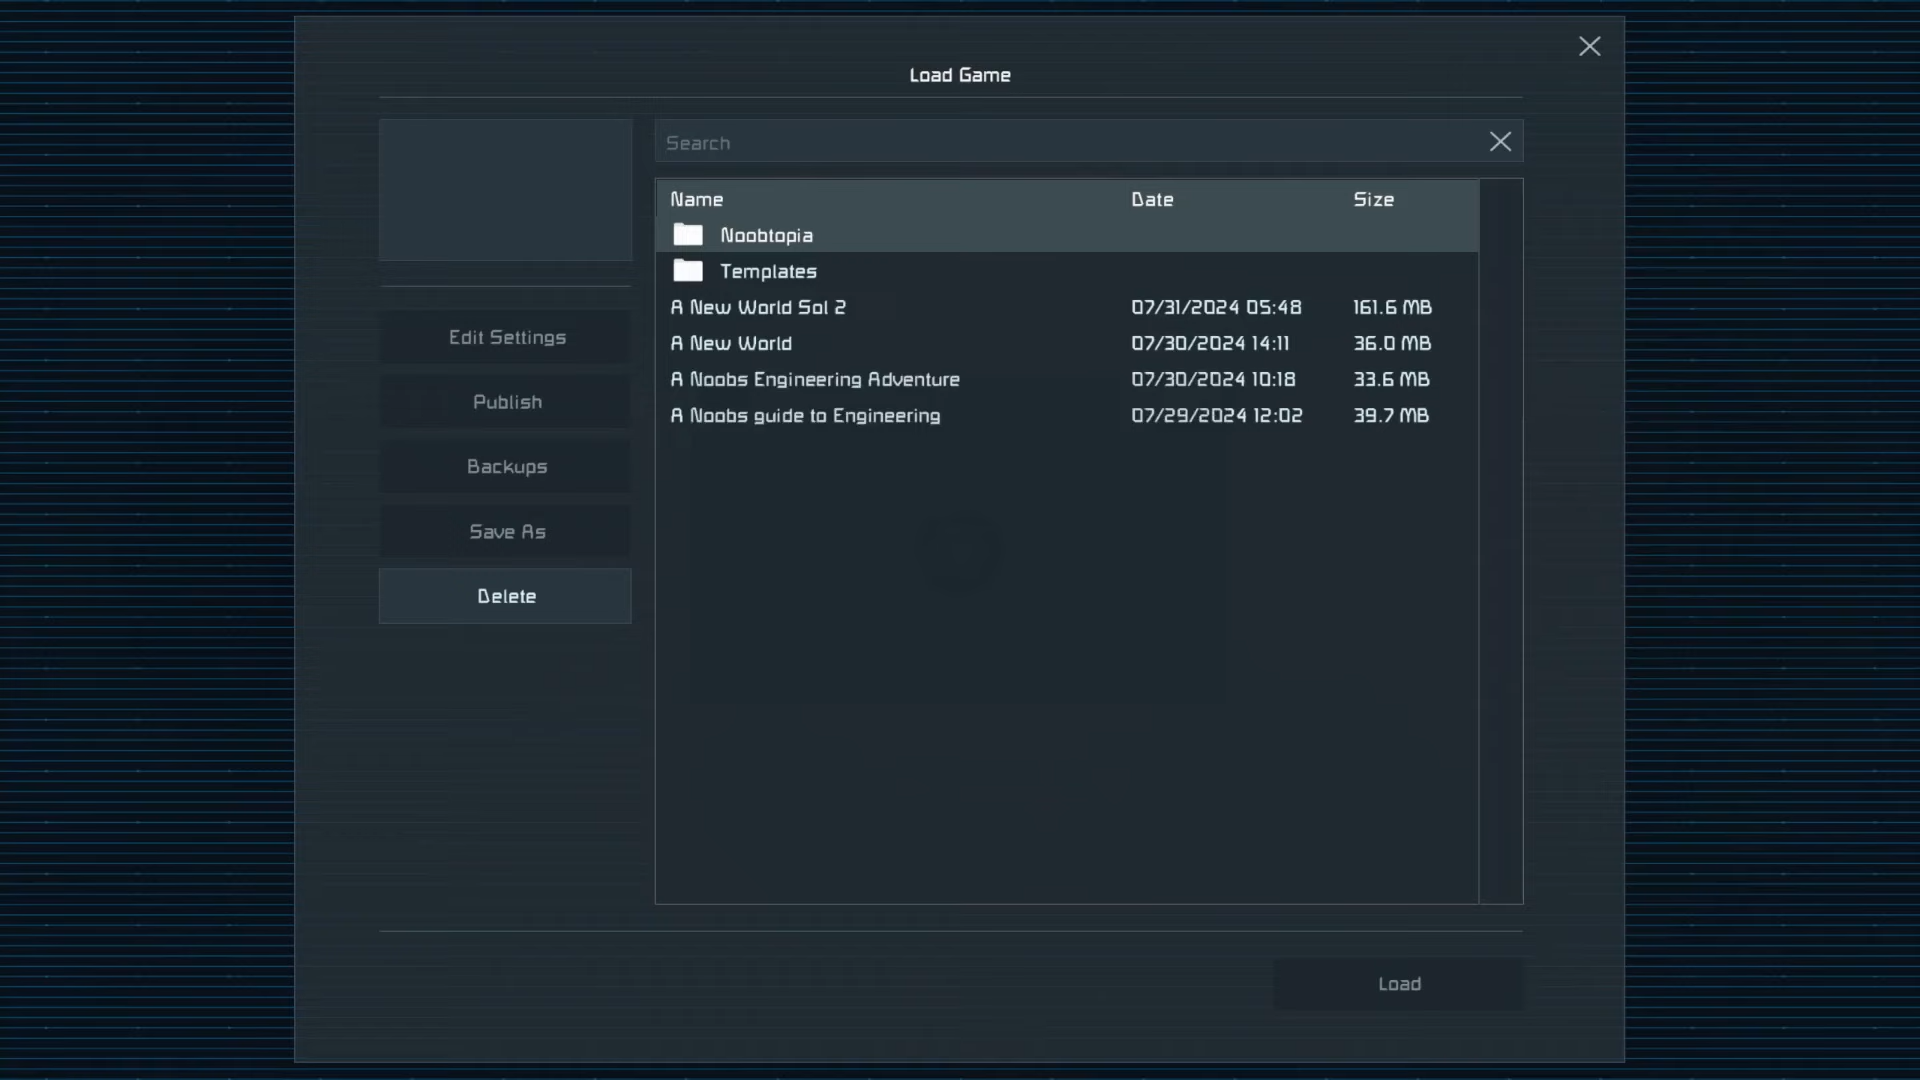 Load Game
Search
Name Date Size
Noobtopia
Templates
A New World Sol 2 07/31/2024 05:48 161.6 MB
A New World 07/30/2024 14:11 36.0 MB
A Noobs Engineering Adventure 07/30/2024 10:18 33.6 MB
A Noobs guide to Engineering 07/29/2024 12:02 39.7 MB
Edit Settings
Publish
Backups
Save As
Delete
Load